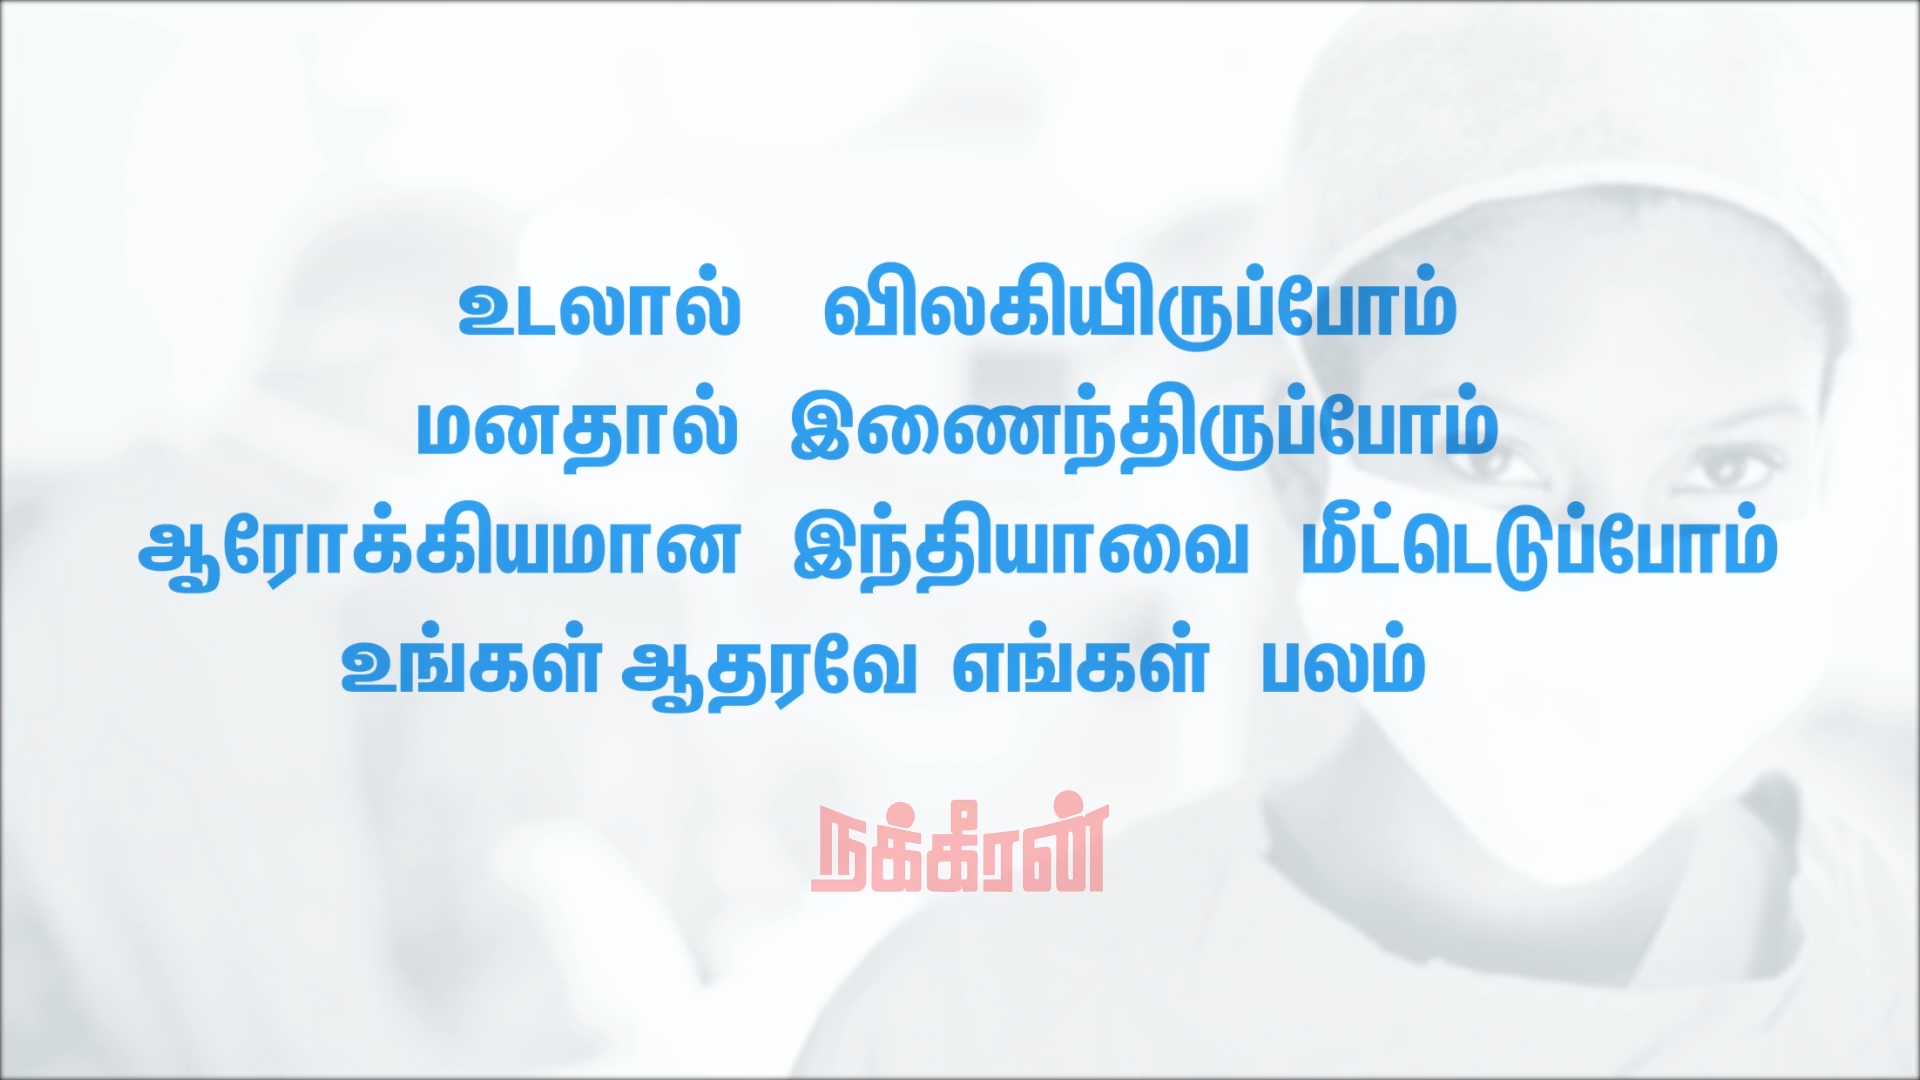 உடலால் விலகியிருப்போம்
மனதால் இணைந்திருப்போம்
ஆரோக்கியமான இந்தியாவை மீட்டெடுப்போம்
உங்கள் ஆதரவே எங்கள் பலம்
நக்கீரன்